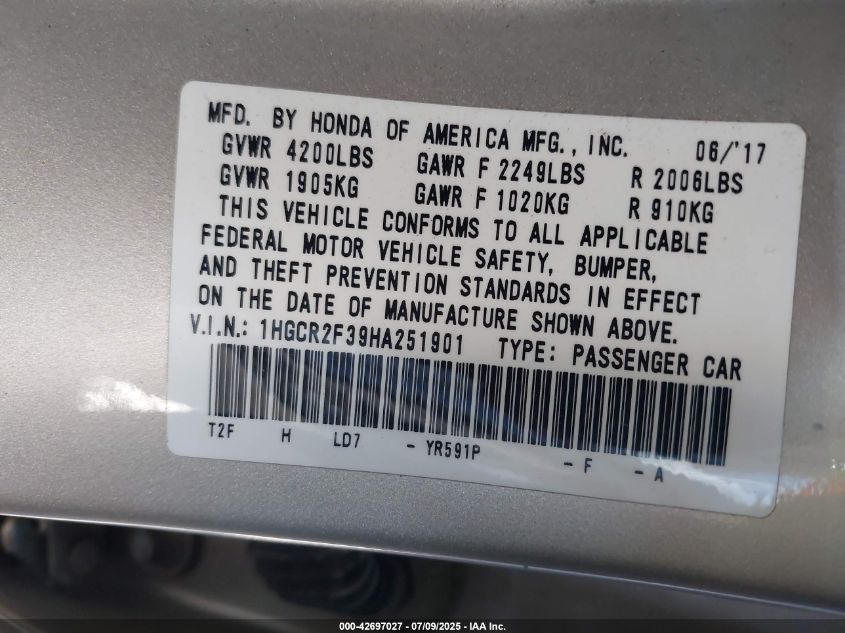 MFD. BY HONDA OF AMERICA MFG., INC. 06/'17
GVWR 4200LBS GAWR F 2249LBS R 2006LBS
GVWR 1905KG GAWR F 1020KG R 910KG
THIS VEHICLE CONFORMS TO ALL APPLICABLE
FEDERAL MOTOR VEHICLE SAFETY, BUMPER,
AND THEFT PREVENTION STANDARDS IN EFFECT
ON THE DATE OF MANUFACTURE SHOWN ABOVE.
V.I.N.: 1HGCR2F39HA251901 TYPE: PASSENGER CAR
T2F H LD7 - YR591P - F - A
000-42697027 / 07/09/2025 - IAA Inc.